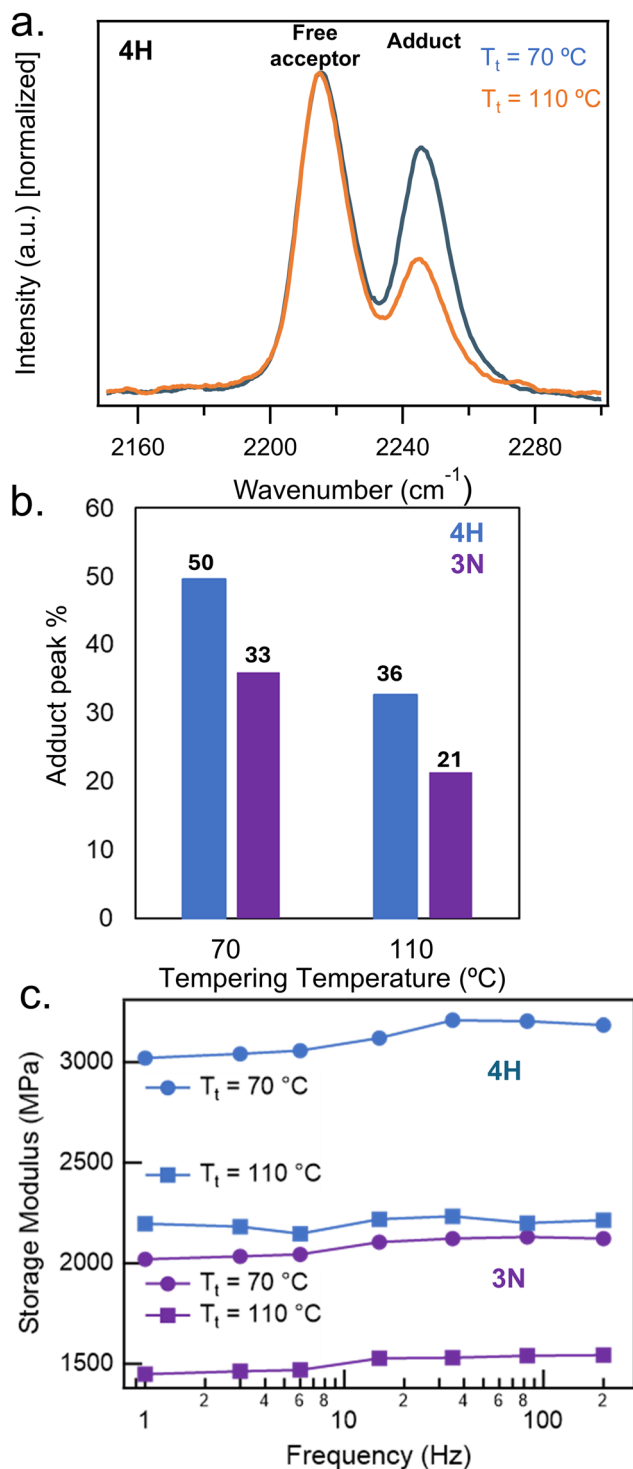 a.
4H
Free
acceptor
Adduct
Tt = 70 ºC
Tt = 110 ºC
Intensity (a.u.) [normalized]
2160
2200
2240
2280
Wavenumber (cm⁻¹)
b.
60
50
40
30
20
10
0
Adduct peak %
4H
3N
50
33
36
21
70
110
Tempering Temperature (ºC)
c.
3000
2500
2000
1500
Storage Modulus (MPa)
4H
Tt = 70 °C
Tt = 110 °C
3N
Tt = 70 °C
Tt = 110 °C
1 2 4 6 8 10 2 4 6 8 100 2
Frequency (Hz)